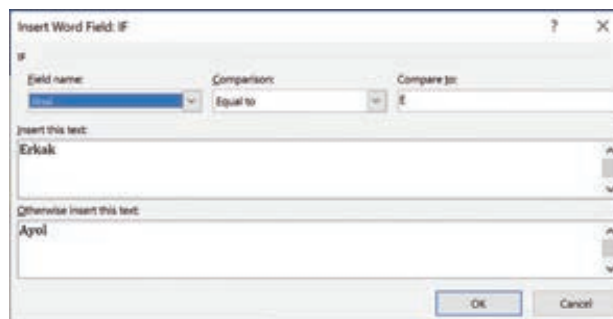 Insert Word Field: IF
IF
Field name:
Comparison:
Compare to:
Equal to
E
Insert this text:
Erkak
Otherwise insert this text:
Ayol
OK
Cancel